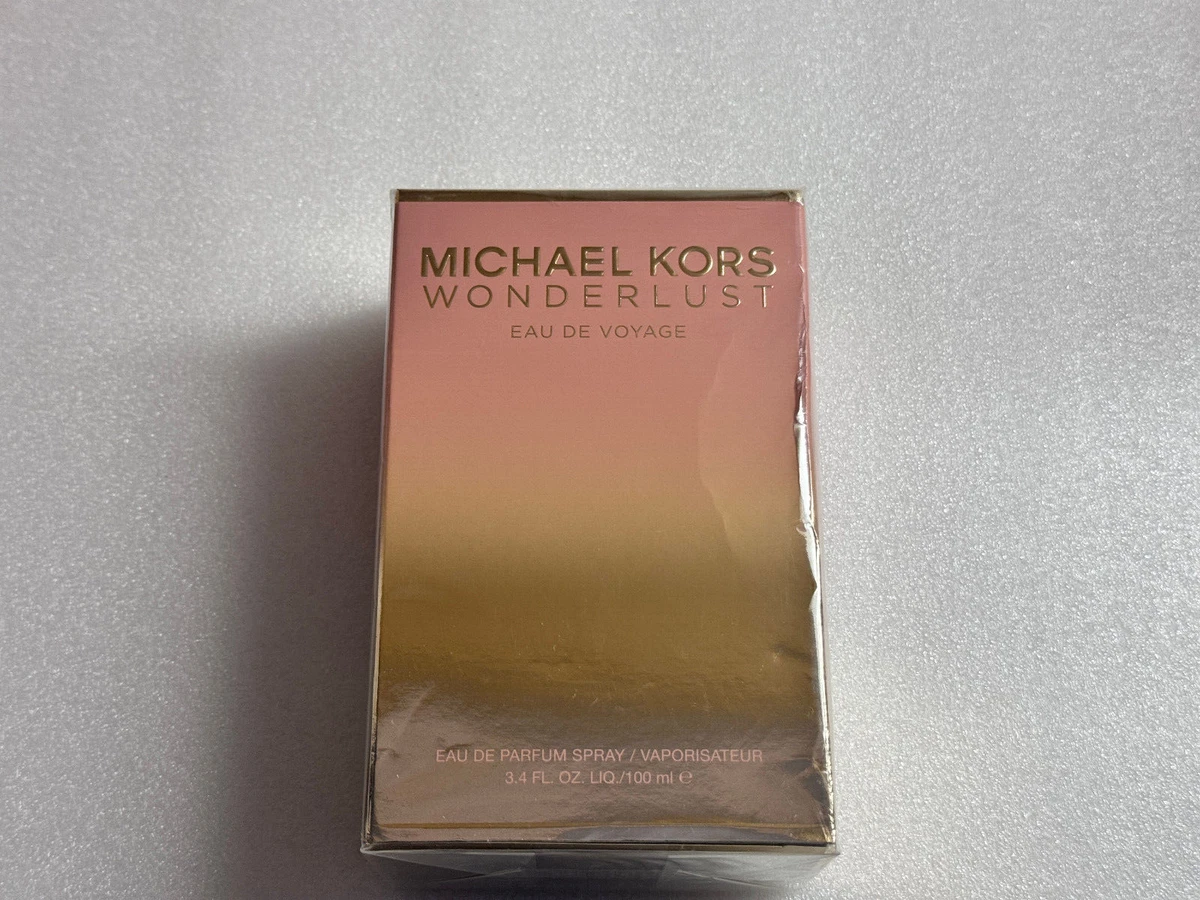 MICHAEL KORS
WONDERLUST
EAU DE VOYAGE
EAU DE PARFUM SPRAY / VAPORISATEUR
3.4 FL. OZ. LIQ./100 ml ℮